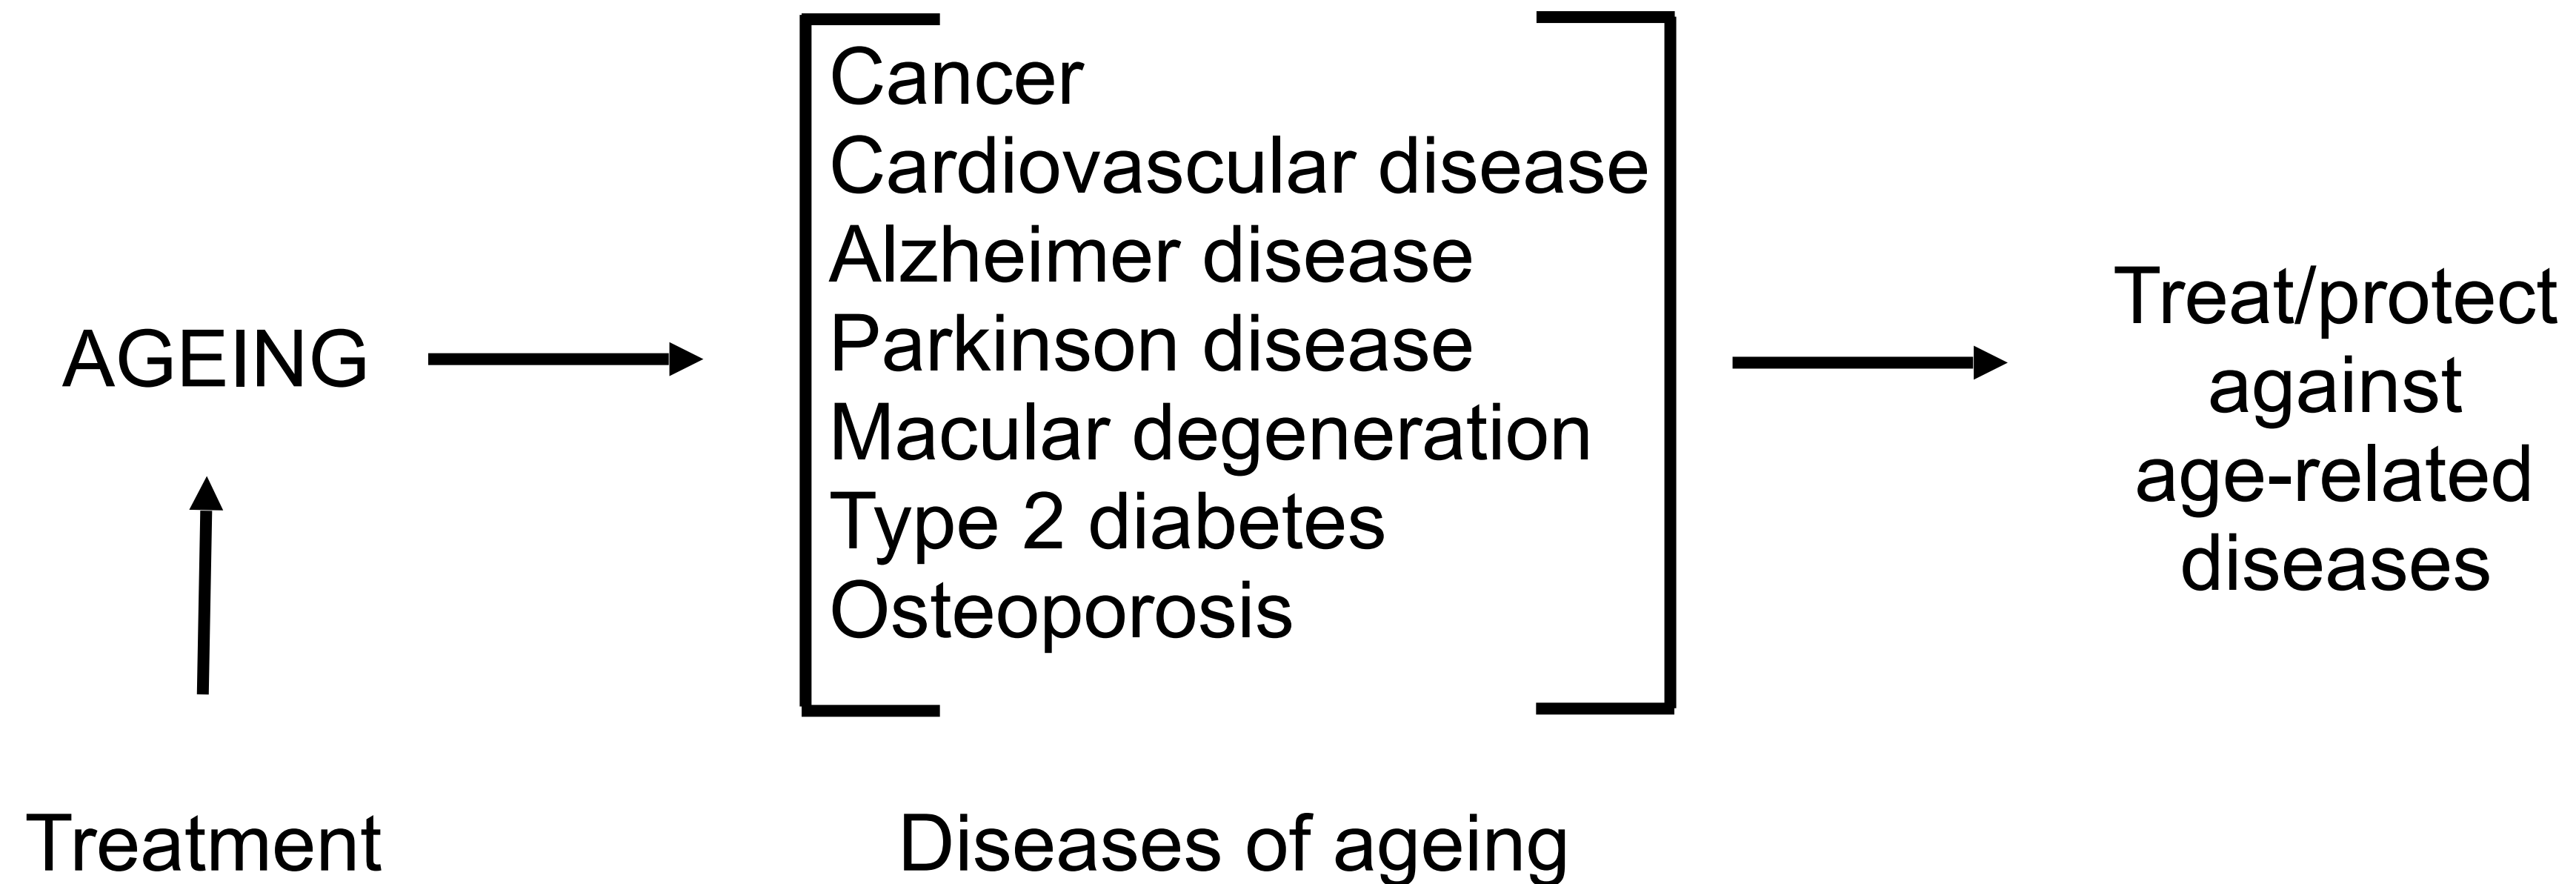 AGEING
Treatment
Cancer
Cardiovascular disease
Alzheimer disease
Parkinson disease
Macular degeneration
Type 2 diabetes
Osteoporosis
Diseases of ageing
Treat/protect
against
age-related
diseases